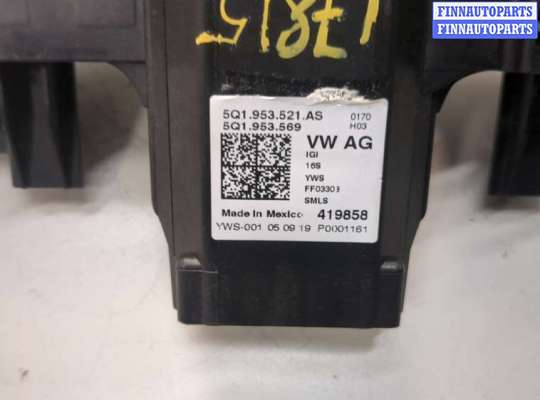 FINNAUTOPARTS
FINNAUTOPARTS
5Q1.953.521.AS 0170
5Q1.953.569 H03
VW AG
IGI
16S
YWS
FF03303
SMLS
Made in Mexico 419858
YWS-001 05 09 19 P0001161